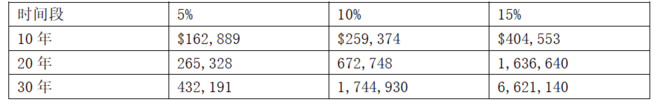 时间段 5% 10% 15%
10 年 $162,889 $259,374 $404,553
20 年 265,328 672,748 1,636,640
30 年 432,191 1,744,930 6,621,140